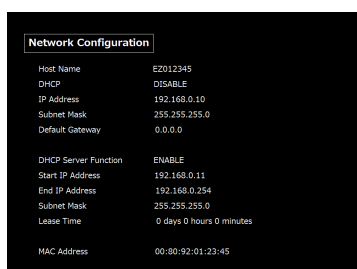 Network Configuration
Host Name EZ012345
DHCP DISABLE
IP Address 192.168.0.10
Subnet Mask 255.255.255.0
Default Gateway 0.0.0.0
DHCP Server Function ENABLE
Start IP Address 192.168.0.11
End IP Address 192.168.0.254
Subnet Mask 255.255.255.0
Lease Time 0 days 0 hours 0 minutes
MAC Address 00:80:92:01:23:45